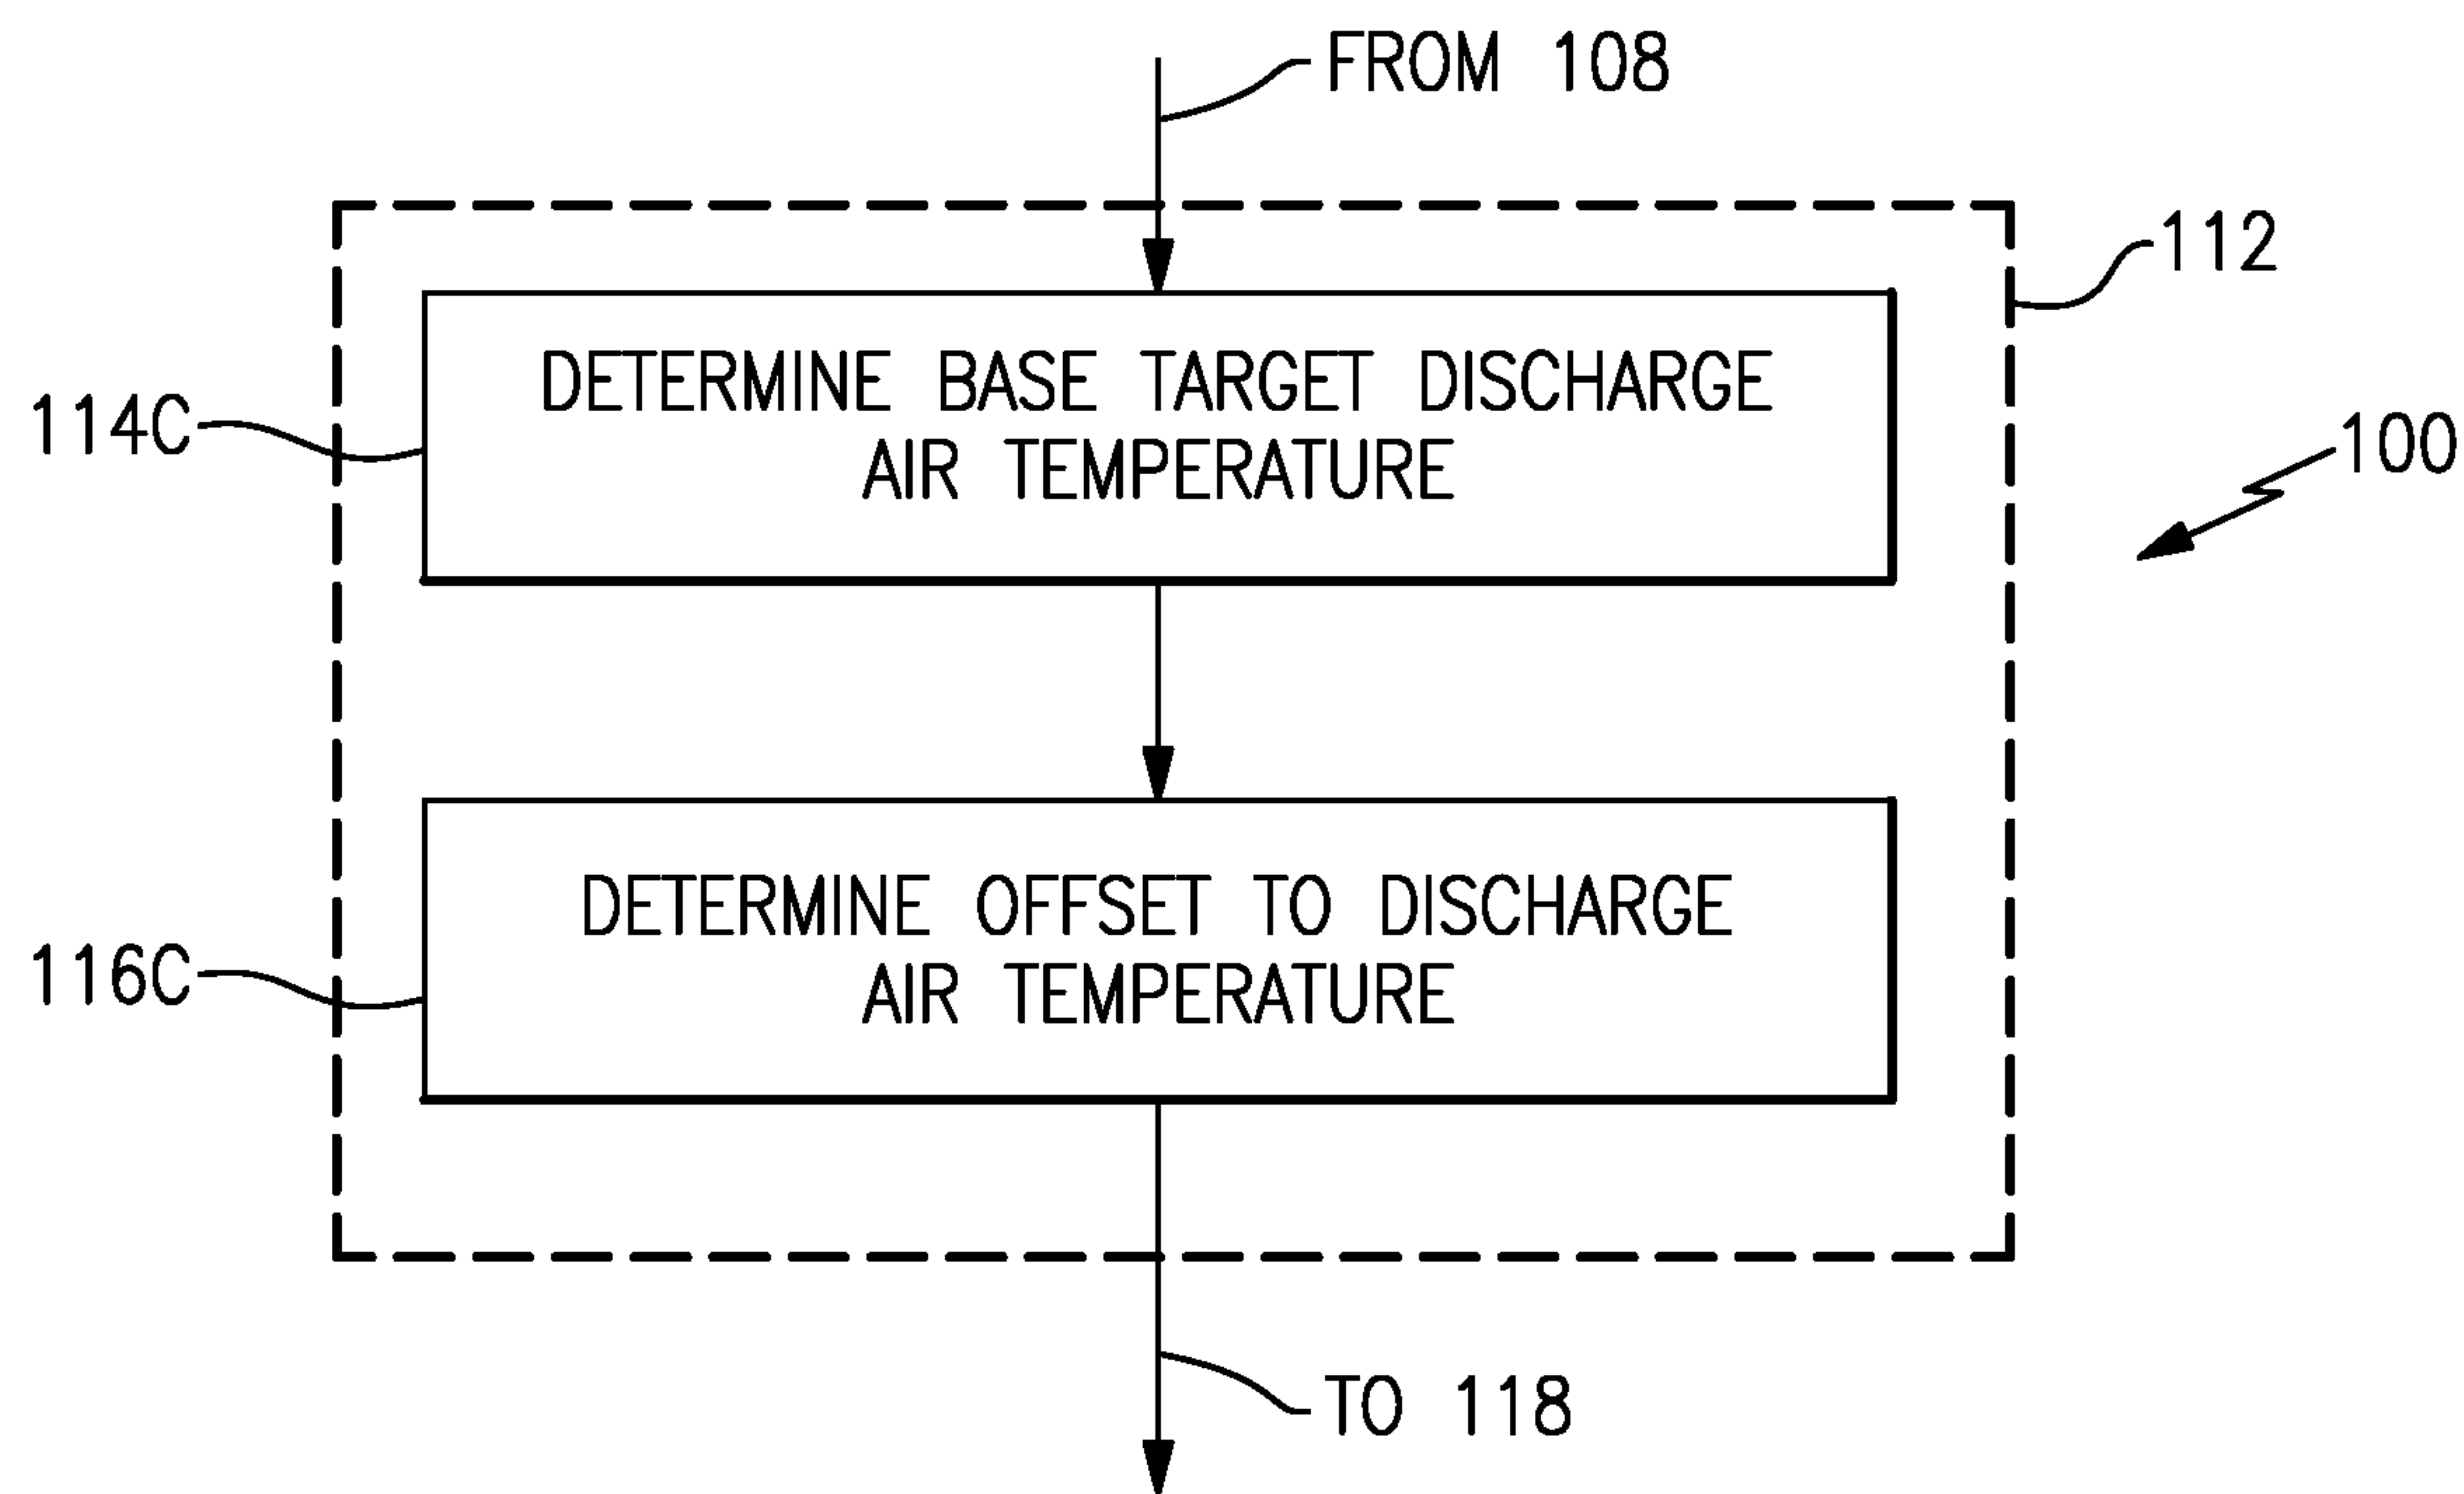 FROM 108
112
DETERMINE BASE TARGET DISCHARGE
AIR TEMPERATURE
114C
100
DETERMINE OFFSET TO DISCHARGE
AIR TEMPERATURE
116C
TO 118